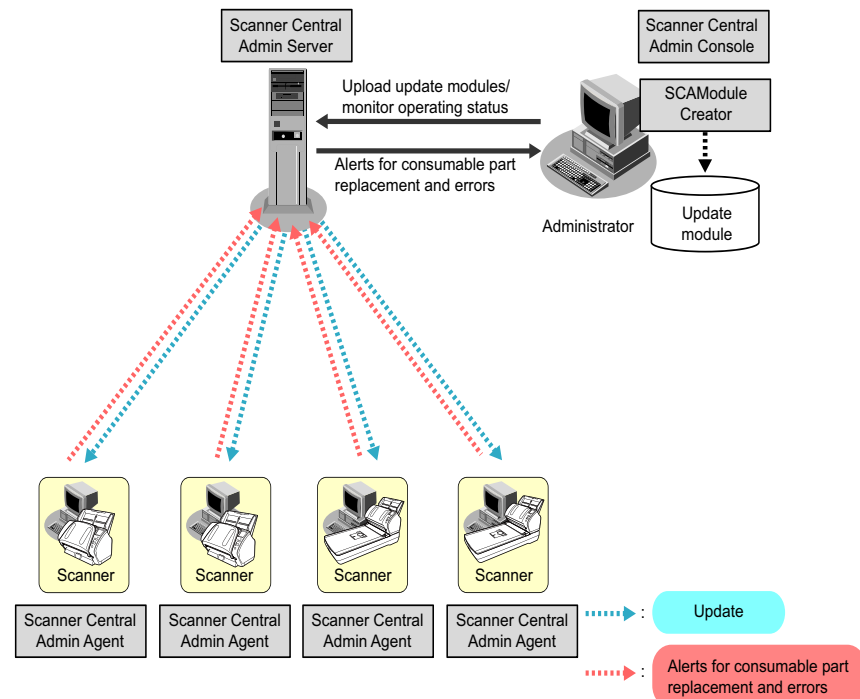 Scanner Central
Admin Server
Scanner Central
Admin Console
Upload update modules/
monitor operating status
SCAModule
Creator
Alerts for consumable part
replacement and errors
Administrator
Update
module
Scanner
Scanner
Scanner
Scanner
Scanner Central
Admin Agent
Scanner Central
Admin Agent
Scanner Central
Admin Agent
Scanner Central
Admin Agent
: Update
: Alerts for consumable part
replacement and errors